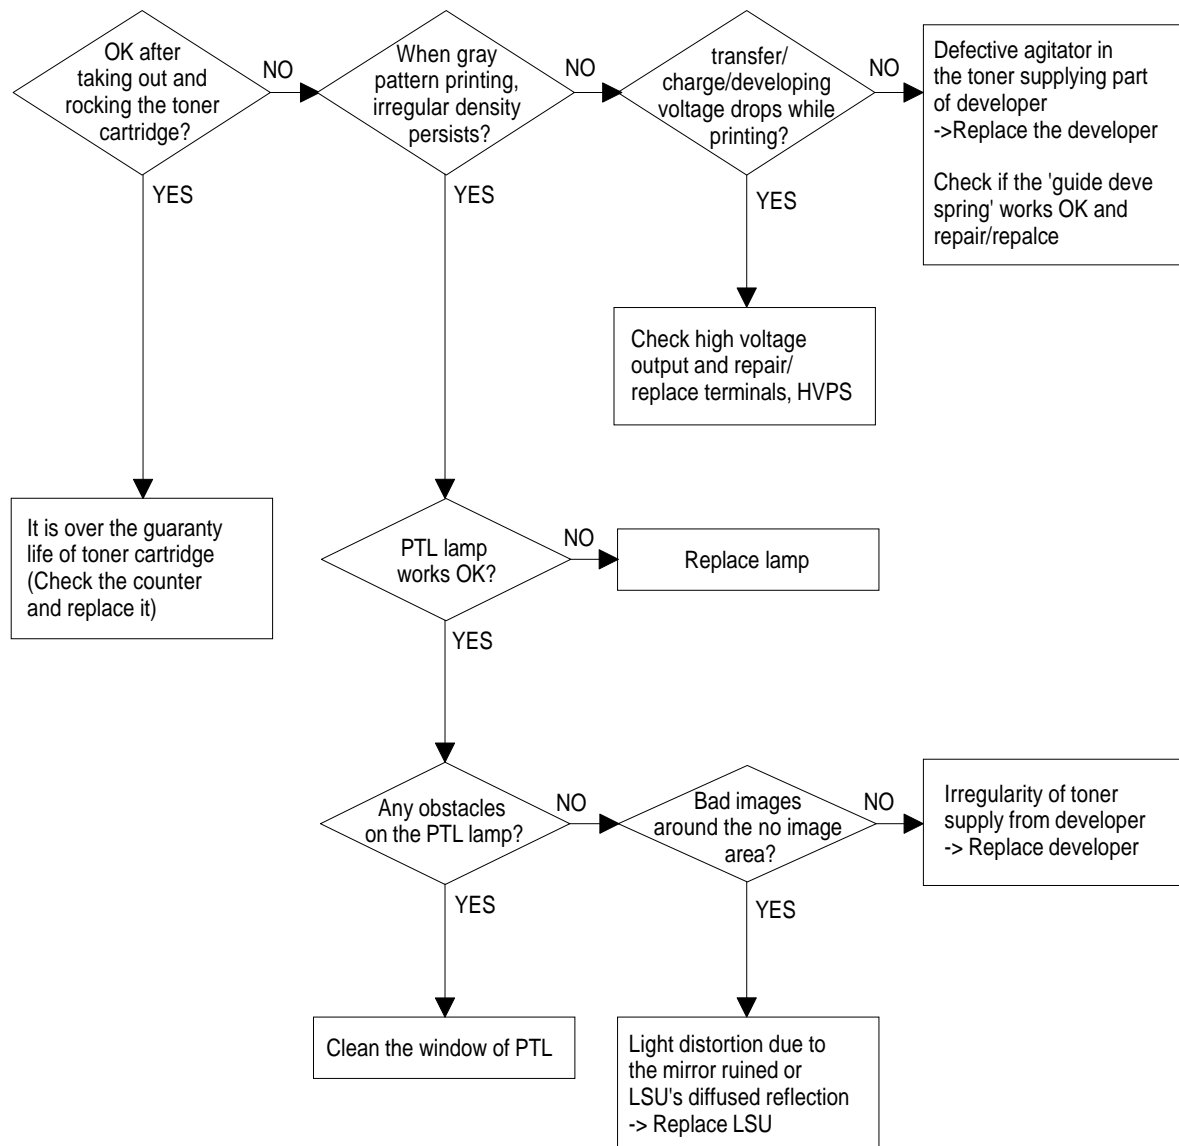 OK after
taking out and
rocking the toner
cartridge?
NO
When gray
pattern printing,
irregular density
persists?
NO
transfer/
charge/developing
voltage drops while
printing?
NO
Defective agitator in
the toner supplying part
of developer
->Replace the developer
Check if the 'guide deve
spring' works OK and
repair/repalce
YES
YES
YES
Check high voltage
output and repair/
replace terminals, HVPS
It is over the guaranty
life of toner cartridge
(Check the counter
and replace it)
PTL lamp
works OK?
NO
Replace lamp
YES
Any obstacles
on the PTL lamp?
NO
Bad images
around the no image
area?
NO
Irregularity of toner
supply from developer
-> Replace developer
YES
YES
Clean the window of PTL
Light distortion due to
the mirror ruined or
LSU's diffused reflection
-> Replace LSU